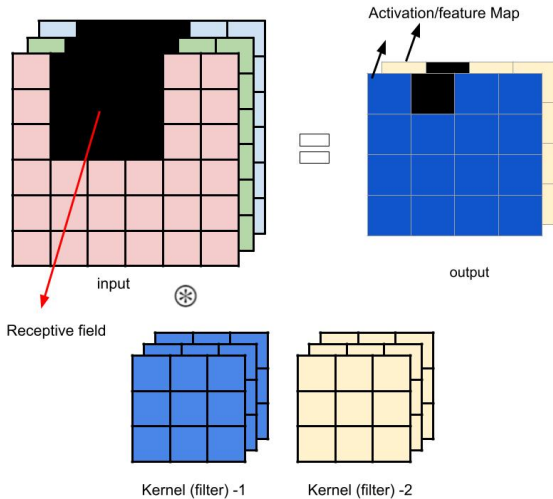 Activation/feature Map
input
output
Receptive field
Kernel (filter) -1
Kernel (filter) -2